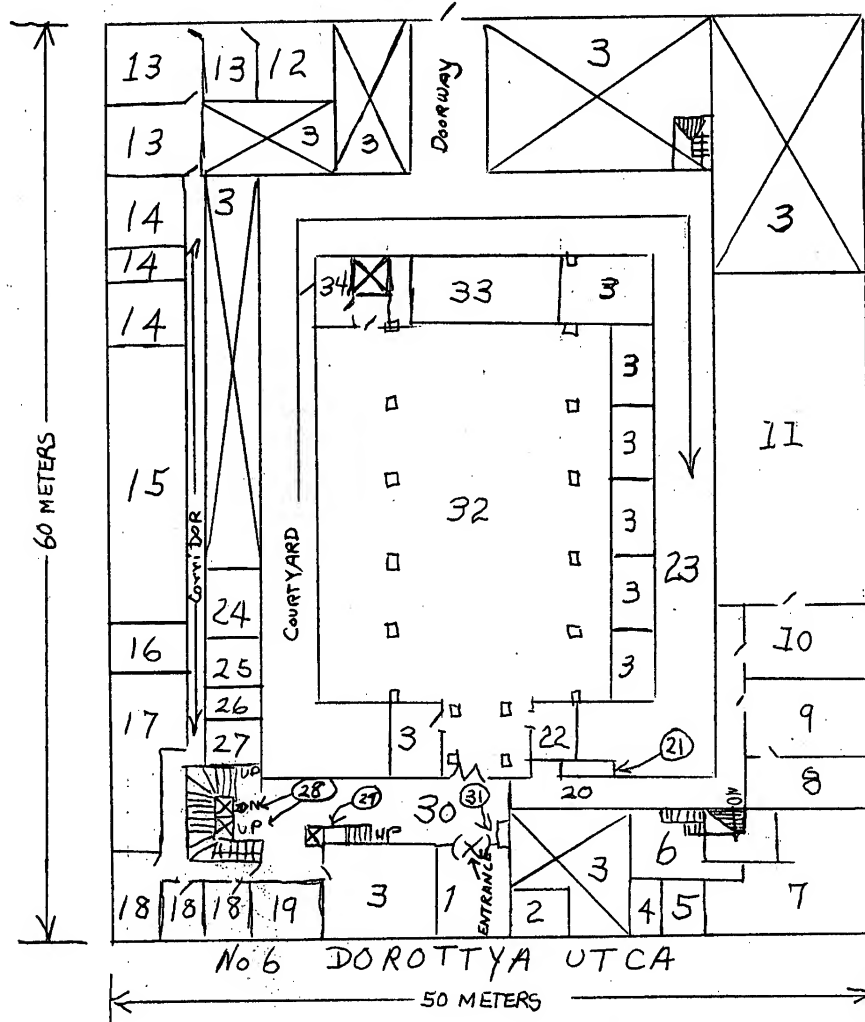 DOORWAY
13 13 12 3
3 3
13
3
14
14
14
3
34 33 3
3
3
3
3
3
11
15
32
23
60 METERS
CORRIDOR
COURTYARD
24
16
25
26
27
17
10
9
8
3 22 21
20
UP
DN
UP
28
29
UP
30
31
DN
6
18 18 18 19 3 1 ENTRANCE 2 3 4 5 7
No 6 DOROTTYA UTCA
50 METERS